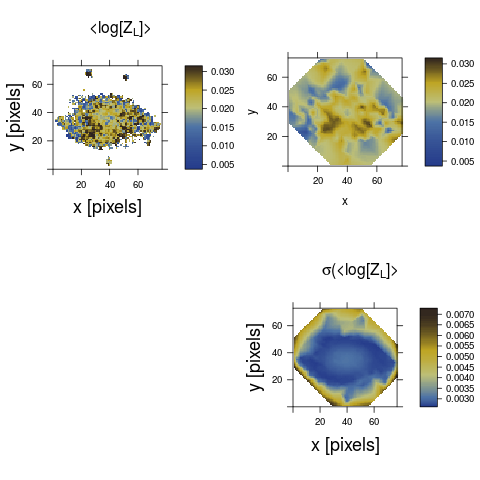 <log[Z_L]>
0.030
0.025
0.020
0.015
0.010
0.005
60
40
20
20 40 60
x [pixels]
y [pixels]
0.030
0.025
0.020
0.015
0.010
0.005
60
40
20
20 40 60
x
y
σ(<log[Z_L]>
0.0070
0.0065
0.0060
0.0055
0.0050
0.0045
0.0040
0.0035
0.0030
60
40
20
20 40 60
x [pixels]
y [pixels]